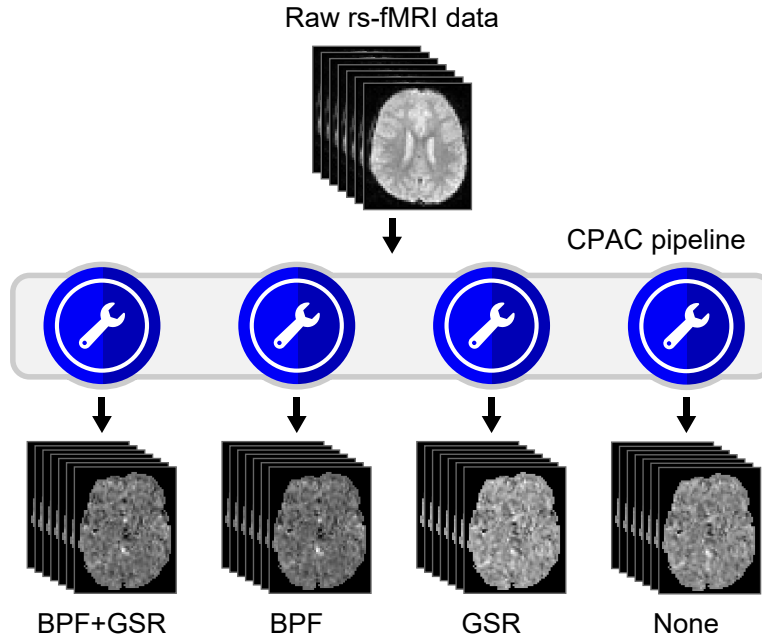 Raw rs-fMRI data
CPAC pipeline
BPF+GSR
BPF
GSR
None